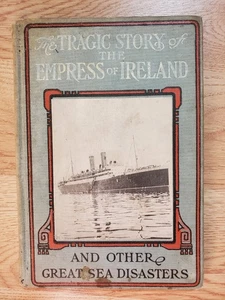 The TRAGIC STORY of
THE
EMPRESS OF IRELAND
AND OTHER
GREAT SEA DISASTERS